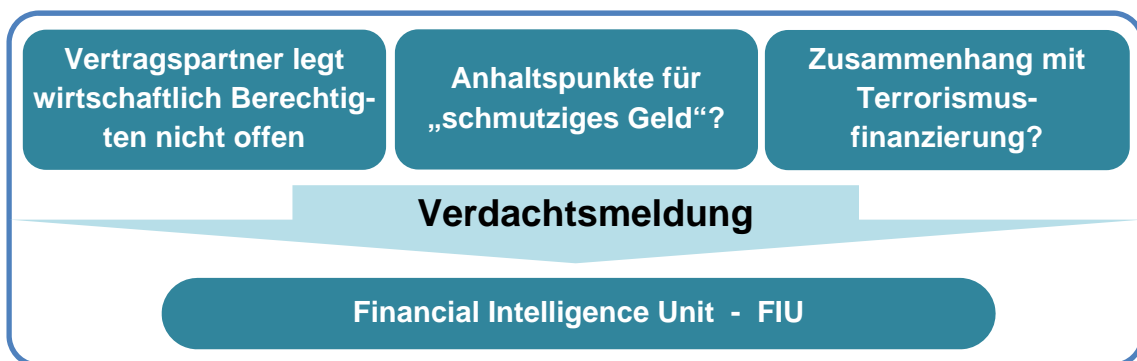 Vertragspartner legt
wirtschaftlich Berechtig-
ten nicht offen
Anhaltspunkte für
„schmutziges Geld“?
Zusammenhang mit
Terrorismus-
finanzierung?
Verdachtsmeldung
Financial Intelligence Unit - FIU